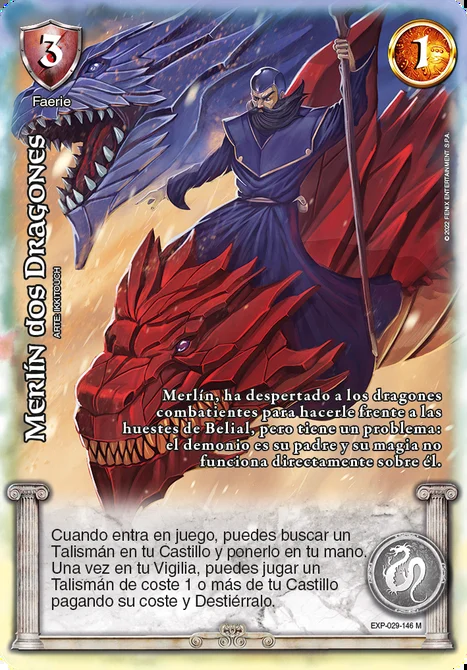 3
1
Faerie
Merlín dos Dragones
ARTE: IKKITOUCH
© 2022 FENIX ENTERTAINMENT S.P.A
Merlín, ha despertado a los dragones
combatientes para hacerle frente a las
huestes de Belial, pero tiene un problema:
el demonio es su padre y su magia no
funciona directamente sobre él.
Cuando entra en juego, puedes buscar un
Talismán en tu Castillo y ponerlo en tu mano.
Una vez en tu Vigilia, puedes jugar un
Talismán de coste 1 o más de tu Castillo
pagando su coste y Destiérralo.
EXP-029-146 M